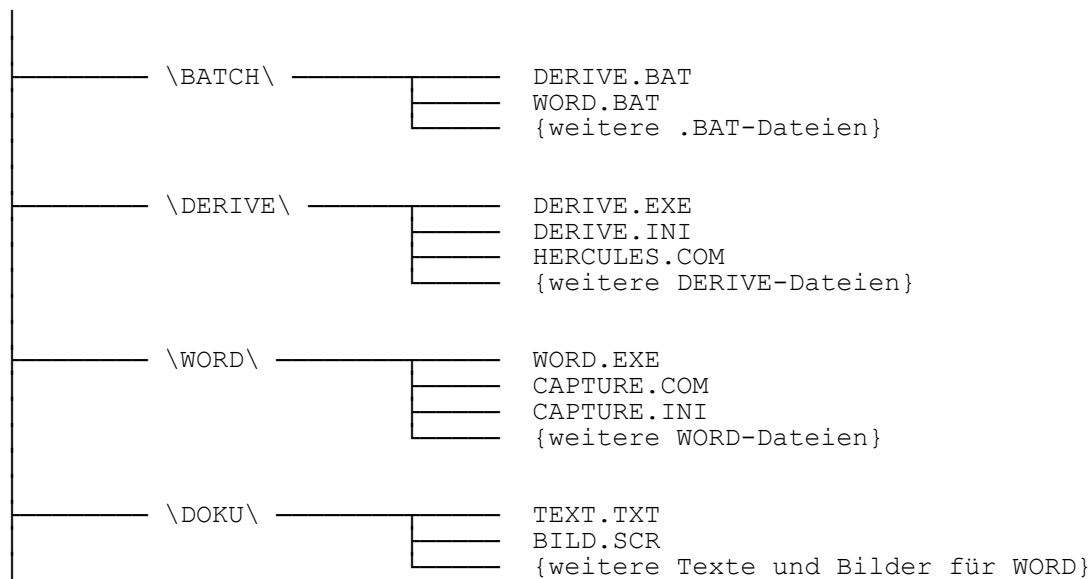 \BATCH\ DERIVE.BAT
WORD.BAT
{weitere .BAT-Dateien}
\DERIVE\ DERIVE.EXE
DERIVE.INI
HERCULES.COM
{weitere DERIVE-Dateien}
\WORD\ WORD.EXE
CAPTURE.COM
CAPTURE.INI
{weitere WORD-Dateien}
\DOKU\ TEXT.TXT
BILD.SCR
{weitere Texte und Bilder für WORD}